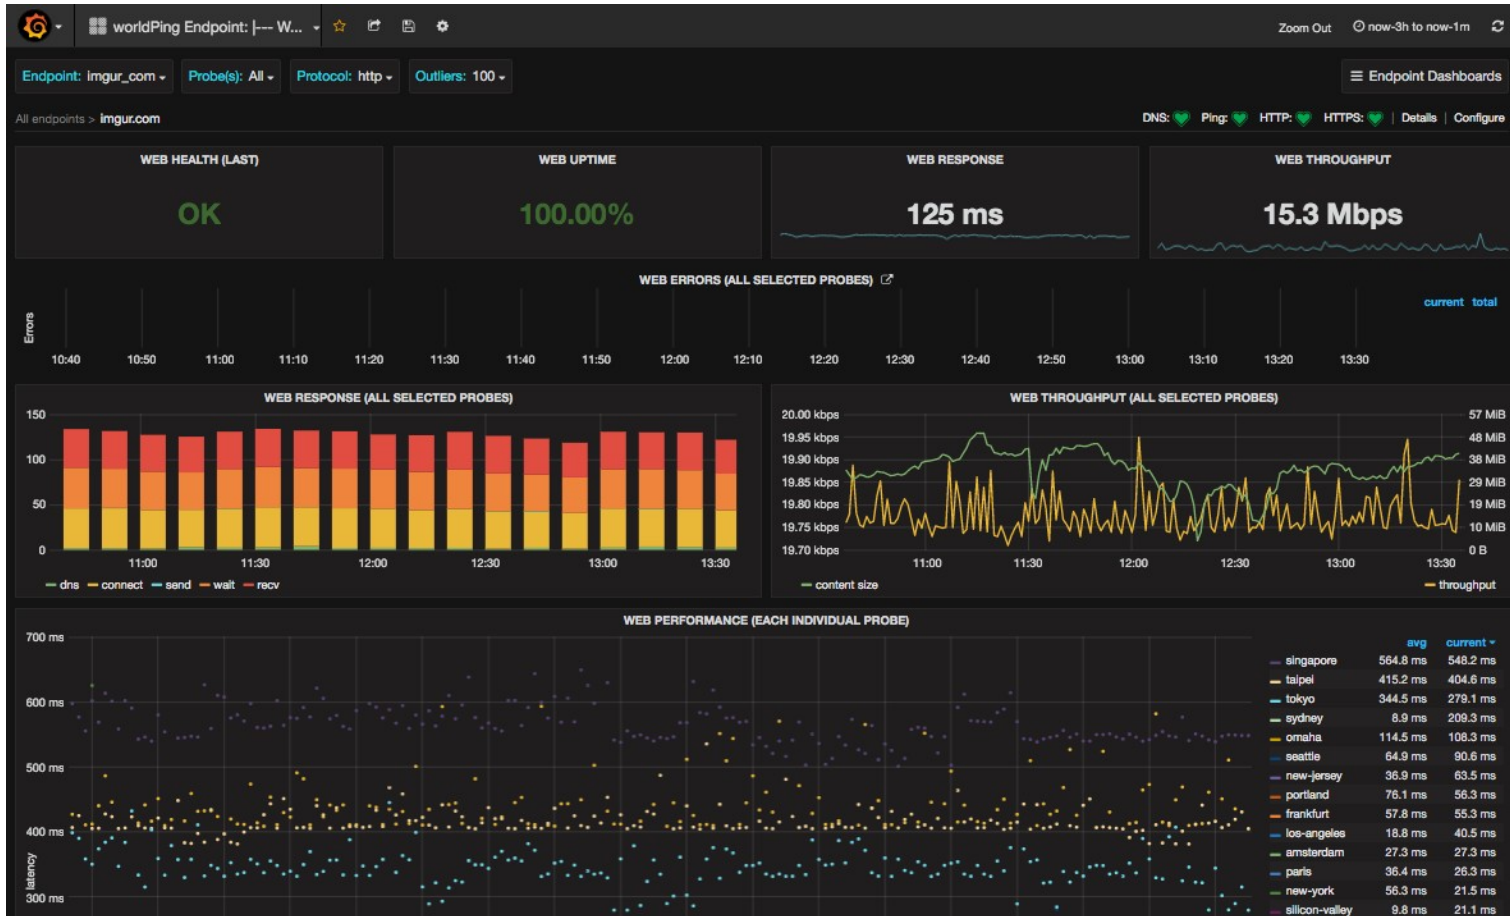 worldPing Endpoint: |--- W...
Zoom Out now-3h to now-1m
Endpoint: imgur_com Probe(s): All Protocol: http Outliers: 100 Endpoint Dashboards
All endpoints > imgur.com DNS: Ping: HTTP: HTTPS: | Details | Configure
WEB HEALTH (LAST) WEB UPTIME WEB RESPONSE WEB THROUGHPUT
OK 100.00% 125 ms 15.3 Mbps
WEB ERRORS (ALL SELECTED PROBES)
current total
Errors
10:40 10:50 11:00 11:10 11:20 11:30 11:40 11:50 12:00 12:10 12:20 12:30 12:40 12:50 13:00 13:10 13:20 13:30
WEB RESPONSE (ALL SELECTED PROBES)
150
100
50
0
11:00 11:30 12:00 12:30 13:00 13:30
dns connect send wait recv
WEB THROUGHPUT (ALL SELECTED PROBES)
20.00 kbps 57 MiB
19.95 kbps 48 MiB
19.90 kbps 38 MiB
19.85 kbps 29 MiB
19.80 kbps 19 MiB
19.75 kbps 10 MiB
19.70 kbps 0 B
11:00 11:30 12:00 12:30 13:00 13:30
content size throughput
WEB PERFORMANCE (EACH INDIVIDUAL PROBE)
700 ms
600 ms
500 ms
400 ms
300 ms
latency
avg current
singapore 564.8 ms 548.2 ms
taipei 415.2 ms 404.6 ms
tokyo 344.5 ms 279.1 ms
sydney 8.9 ms 209.3 ms
omaha 114.5 ms 108.3 ms
seattle 64.9 ms 90.6 ms
new-jersey 36.9 ms 63.5 ms
portland 76.1 ms 56.3 ms
frankfurt 57.8 ms 55.3 ms
los-angeles 18.8 ms 40.5 ms
amsterdam 27.3 ms 27.3 ms
paris 36.4 ms 26.3 ms
new-york 56.3 ms 21.5 ms
silicon-valley 9.8 ms 21.1 ms